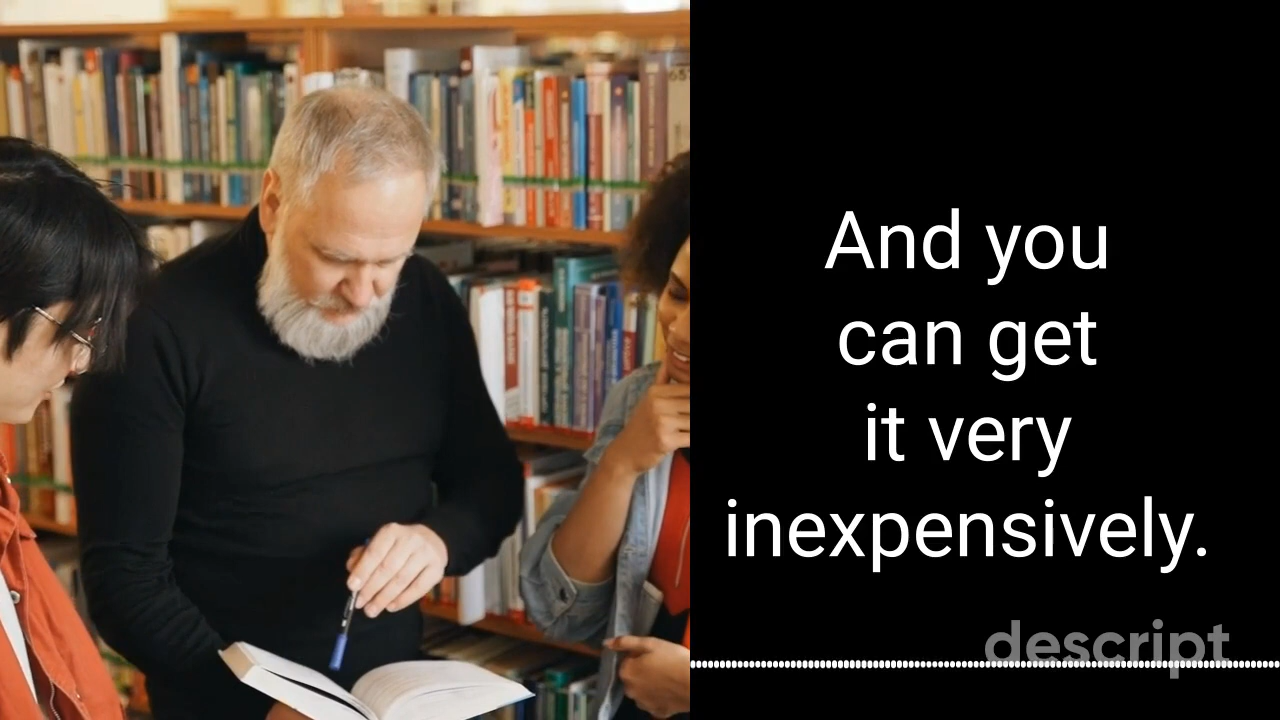 And you
can get
it very
inexpensively.
descript